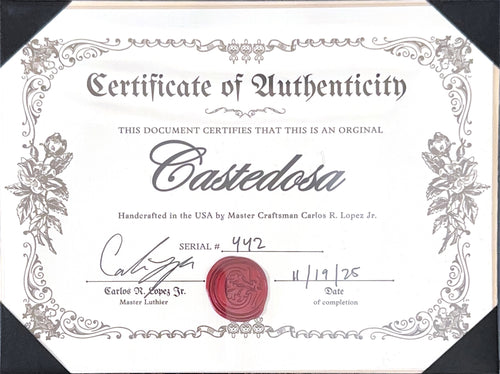 Certificate of Authenticity
THIS DOCUMENT CERTIFIES THAT THIS IS AN ORGINAL
Castedosa
Handcrafted in the USA by Master Craftsman Carlos R. Lopez Jr.
SERIAL # 442
11/19/25
Carlos R. Lopez Jr. Date
Master Luthier of completion